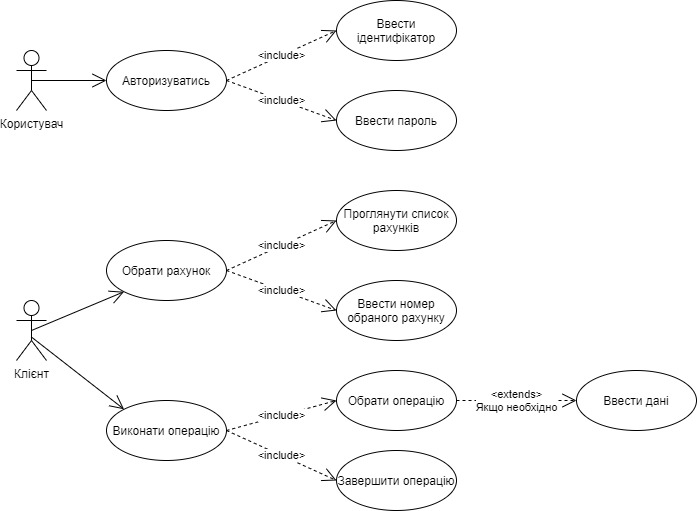 Ввести
ідентифікатор
<include>
Авторизуватись
<include>
Ввести пароль
Користувач
Проглянути список
рахунків
<include>
Обрати рахунок
<include>
Ввести номер
обраного рахунку
Клієнт
Обрати операцію
<extends>
Якщо необхідно
Ввести дані
<include>
Виконати операцію
<include>
Завершити операцію